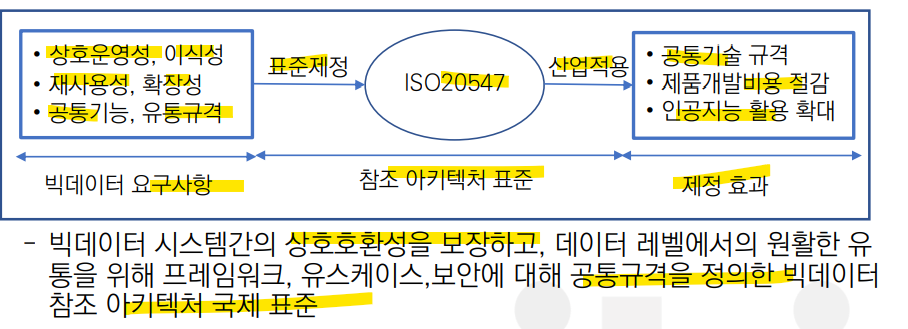 • 상호운영성, 이식성
• 재사용성, 확장성
• 공통기능, 유통규격
표준제정
ISO20547
산업적용
• 공통기술 규격
• 제품개발비용 절감
• 인공지능 활용 확대
빅데이터 요구사항
참조 아키텍처 표준
제정 효과
- 빅데이터 시스템간의 상호호환성을 보장하고, 데이터 레벨에서의 원활한 유
통을 위해 프레임워크, 유스케이스,보안에 대해 공통규격을 정의한 빅데이터
참조 아키텍처 국제 표준